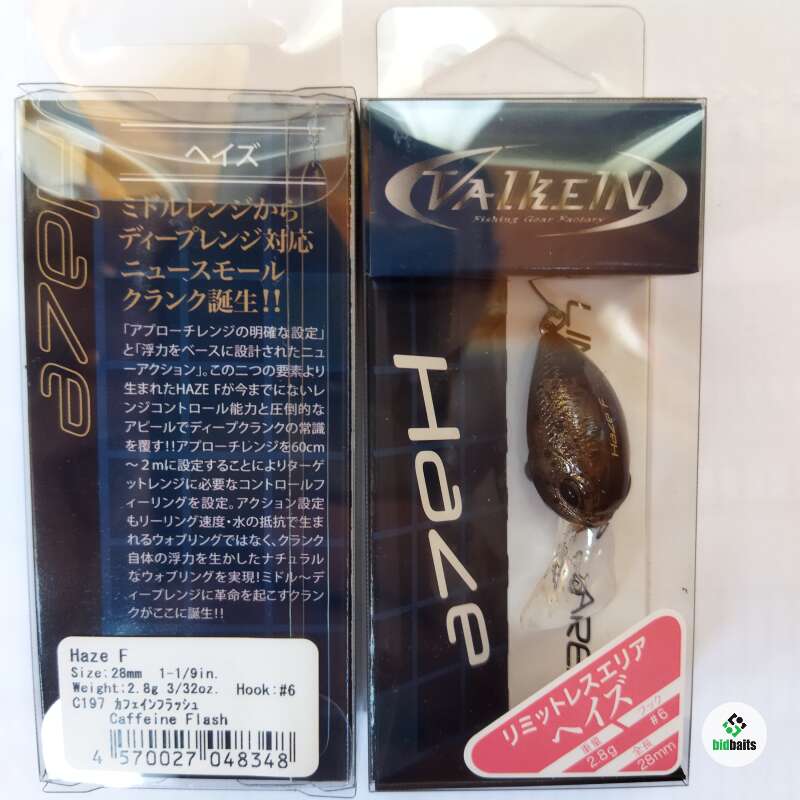 Haze
ヘイズ
ミドルレンジから
ディープレンジ対応
ニュースモール
クランク誕生!!
「アプローチレンジの明確な設定」
と「浮力をベースに設計されたニュ
ーアクション」。この二つの要素より
生まれたHAZE Fが今までにないレ
ンジコントロール能力と圧倒的な
アピールでディープクランクの常識
を覆す!!アプローチレンジを60cm
～2mに設定することによりターゲ
ットレンジに必要なコントロールフ
ィーリングを設定。アクション設定
もリーリング速度・水の抵抗で生ま
れるウォブリングではなく、クランク
自体の浮力を生かしたナチュラル
なウォブリングを実現!ミドル～デ
ィープレンジに革命を起こすクラン
クがここに誕生!!
Haze F
Size:28mm 1-1/9in.
Weight:2.8g 3/32oz. Hook:#6
C197 カフェインフラッシュ
Caffeine Flash
4 570027 048348
ValkeIN
Fishing Gear Factory
Haze
HAZE F
ARE
リミットレスエリア
ヘイズ
重量 フック
2.8g #6
全長
28mm
bidbaits